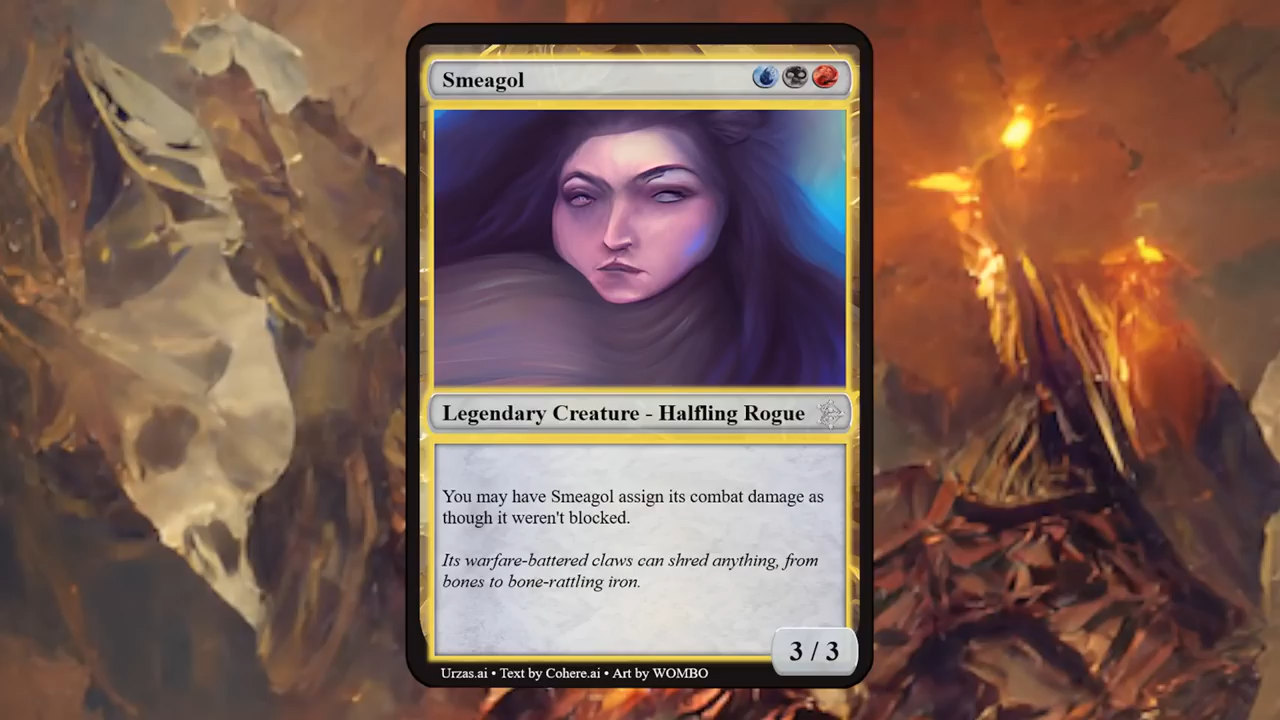 Smeagol
Legendary Creature - Halfling Rogue
You may have Smeagol assign its combat damage as
though it weren't blocked.
Its warfare-battered claws can shred anything, from
bones to bone-rattling iron.
3 / 3
Urzas.ai • Text by Cohere.ai • Art by WOMBO